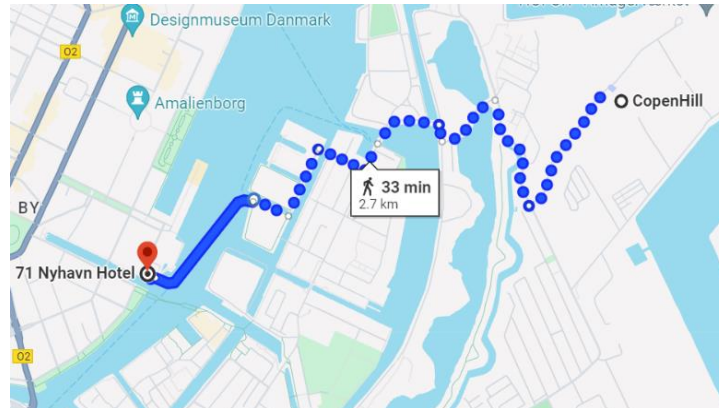 Designmuseum Danmark
O2
Amalienborg
CopenHill
33 min
2.7 km
BY
71 Nyhavn Hotel
O2